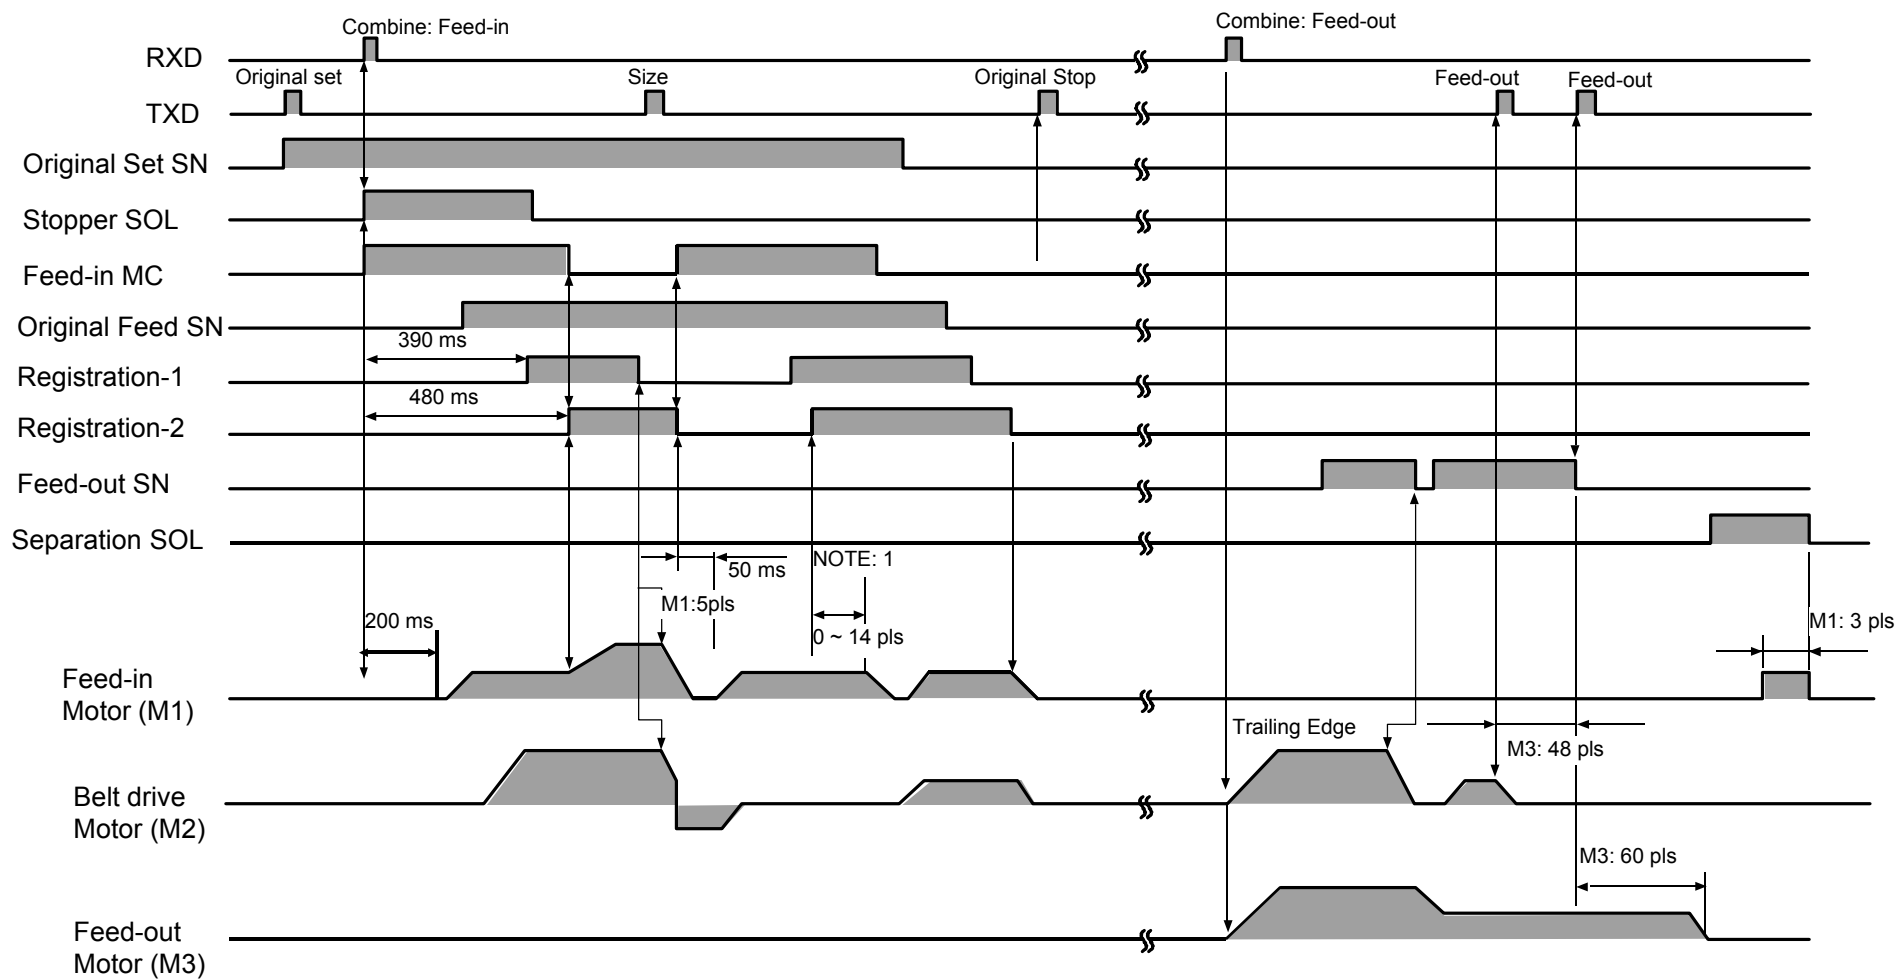 Combine: Feed-in
Combine: Feed-out
RXD
Original set
Size
Original Stop
Feed-out
Feed-out
TXD
Original Set SN
Stopper SOL
Feed-in MC
Original Feed SN
390 ms
Registration-1
480 ms
Registration-2
Feed-out SN
Separation SOL
50 ms
NOTE: 1
M1:5pls
200 ms
0 ~ 14 pls
M1: 3 pls
Feed-in
Motor (M1)
Trailing Edge
M3: 48 pls
Belt drive
Motor (M2)
M3: 60 pls
Feed-out
Motor (M3)